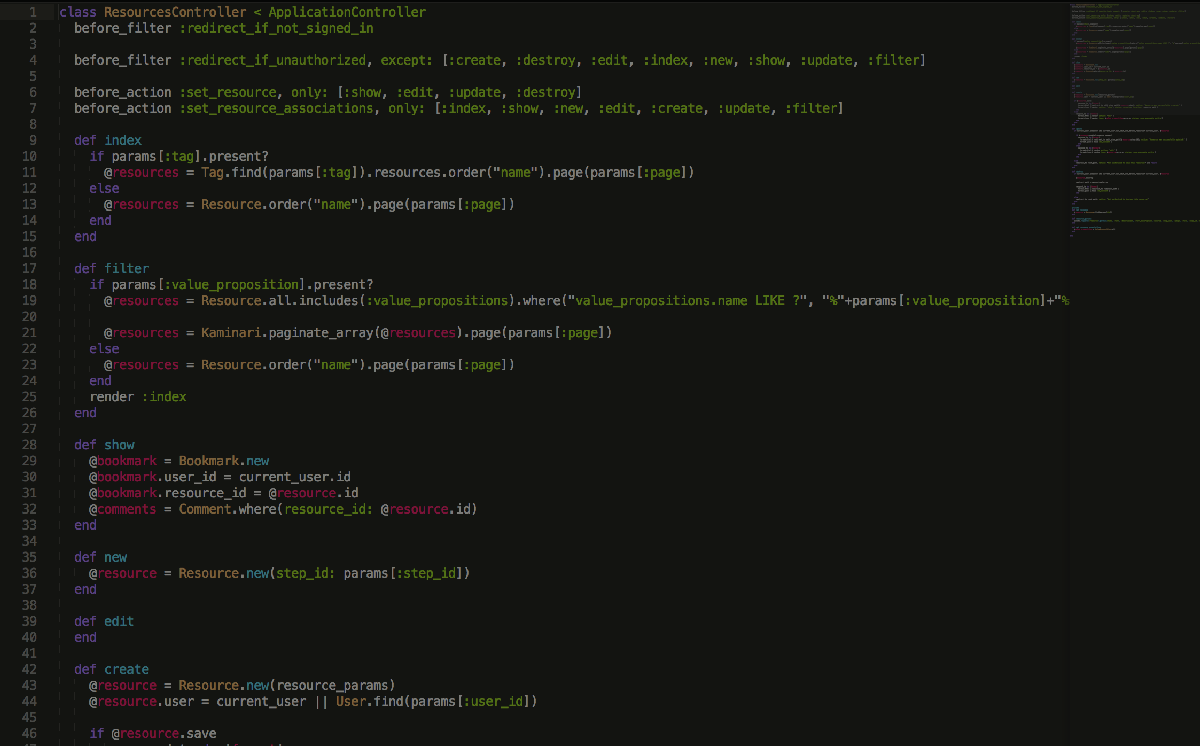 1 class ResourcesController < ApplicationController
2 before_filter :redirect_if_not_signed_in
3
4 before_filter :redirect_if_unauthorized, except: [:create, :destroy, :edit, :index, :new, :show, :update, :filter]
5
6 before_action :set_resource, only: [:show, :edit, :update, :destroy]
7 before_action :set_resource_associations, only: [:index, :show, :new, :edit, :create, :update, :filter]
8
9 def index
10 if params[:tag].present?
11 @resources = Tag.find(params[:tag]).resources.order("name").page(params[:page])
12 else
13 @resources = Resource.order("name").page(params[:page])
14 end
15 end
16
17 def filter
18 if params[:value_proposition].present?
19 @resources = Resource.all.includes(:value_propositions).where("value_propositions.name LIKE ?", "%"+params[:value_proposition]+"%
20
21 @resources = Kaminari.paginate_array(@resources).page(params[:page])
22 else
23 @resources = Resource.order("name").page(params[:page])
24 end
25 render :index
26 end
27
28 def show
29 @bookmark = Bookmark.new
30 @bookmark.user_id = current_user.id
31 @bookmark.resource_id = @resource.id
32 @comments = Comment.where(resource_id: @resource.id)
33 end
34
35 def new
36 @resource = Resource.new(step_id: params[:step_id])
37 end
38
39 def edit
40 end
41
42 def create
43 @resource = Resource.new(resource_params)
44 @resource.user = current_user || User.find(params[:user_id])
45
46 if @resource.save